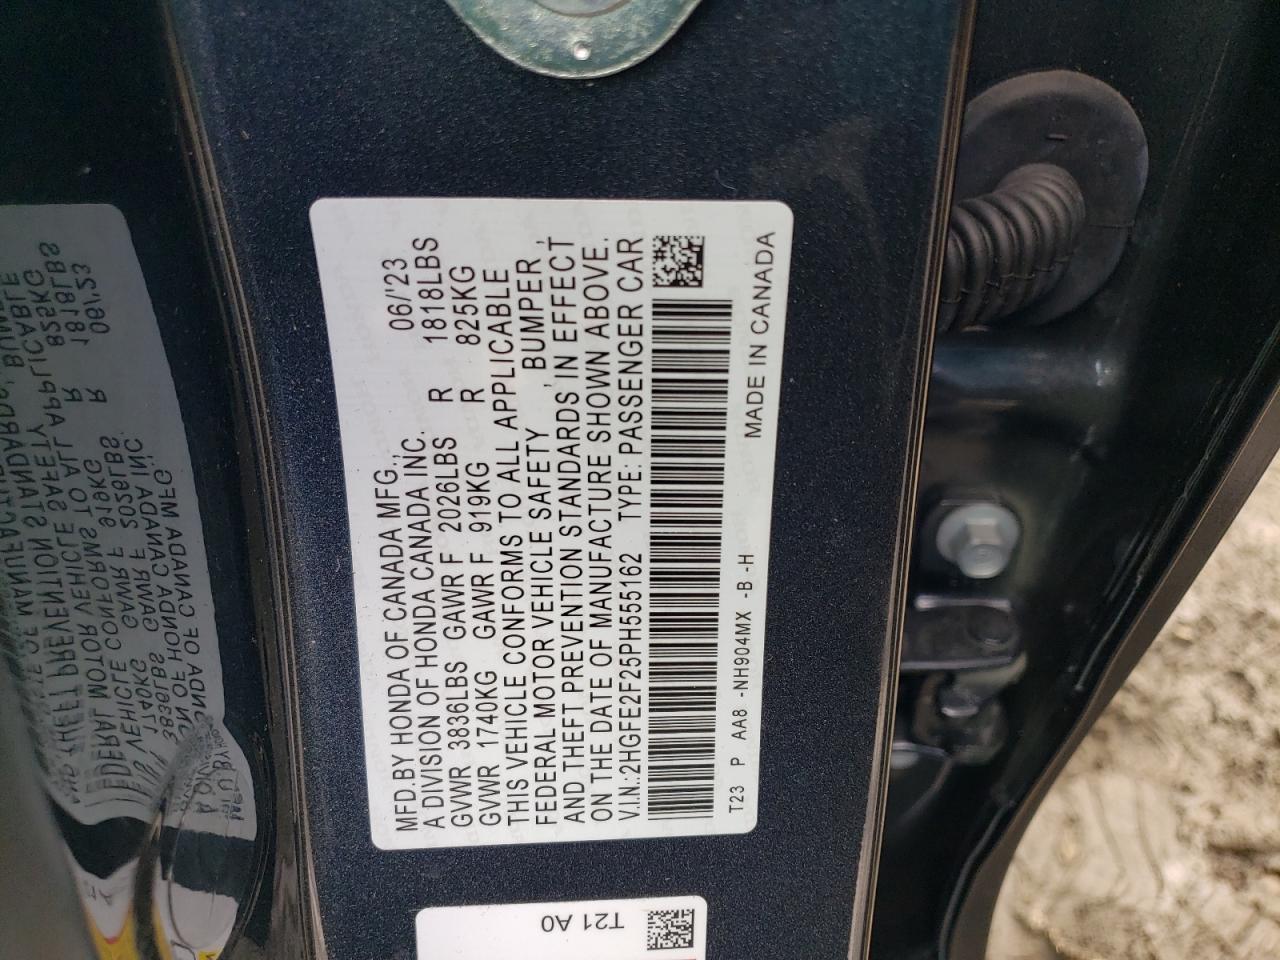 MFD.BY HONDA OF CANADA MFG., 06/'23
A DIVISION OF HONDA CANADA INC.
GVWR 3836LBS GAWR F 2026LBS R 1818LBS
GVWR 1740KG GAWR F 919KG R 825KG
THIS VEHICLE CONFORMS TO ALL APPLICABLE
FEDERAL MOTOR VEHICLE SAFETY, BUMPER,
AND THEFT PREVENTION STANDARDS IN EFFECT
ON THE DATE OF MANUFACTURE SHOWN ABOVE.
V.I.N.:2HGFE2F25PH555162 TYPE: PASSENGER CAR
T23 P AA8 -NH904MX -B -H
MADE IN CANADA
T21 A0